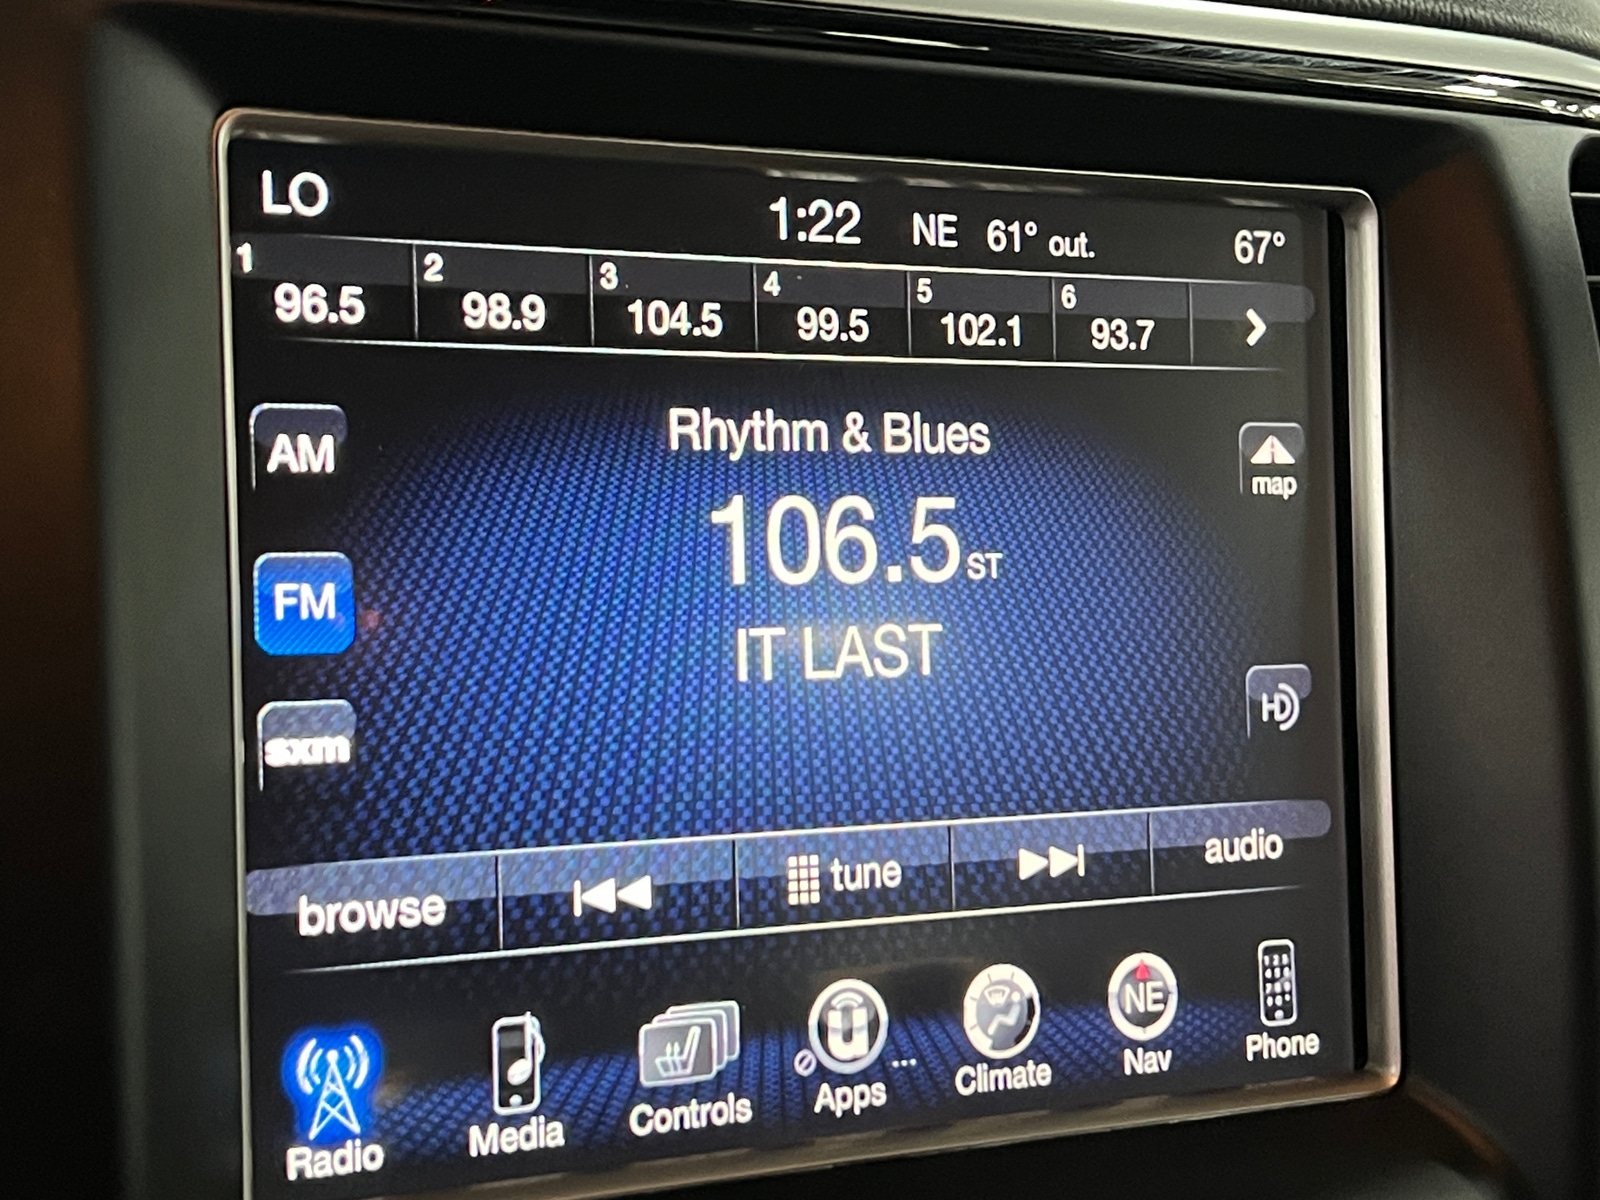 LO 1:22 NE 61° out. 67°
1 2 3 4 5 6
96.5 98.9 104.5 99.5 102.1 93.7
AM
Rhythm & Blues
map
106.5 ST
FM
IT LAST
sxm
HD
browse tune audio
NE
Radio Media Controls Apps ... Climate Nav Phone